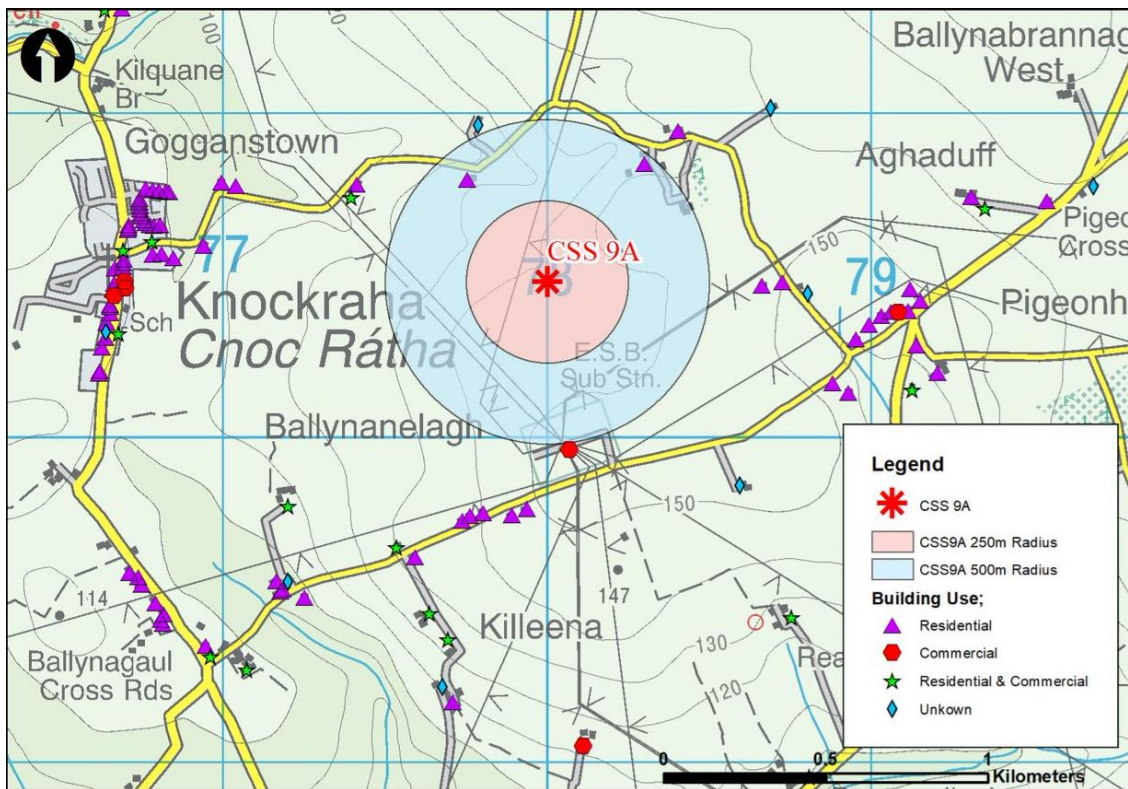 100
Kilquane
Br
Gogganstown
Ballynabrannag
West
Aghaduff
Pigeo
Cross
77
CSS 9A
78
150
79
Knockraha
Cnoc Rátha
Sch
Pigeonh
E.S.B.
Sub Stn.
Ballynanelagh
150
114
147
Killeena
130
120
Rea
Ballynagaul
Cross Rds
Legend
CSS 9A
CSS9A 250m Radius
CSS9A 500m Radius
Building Use;
Residential
Commercial
Residential & Commercial
Unkown
0
0.5
1
Kilometers